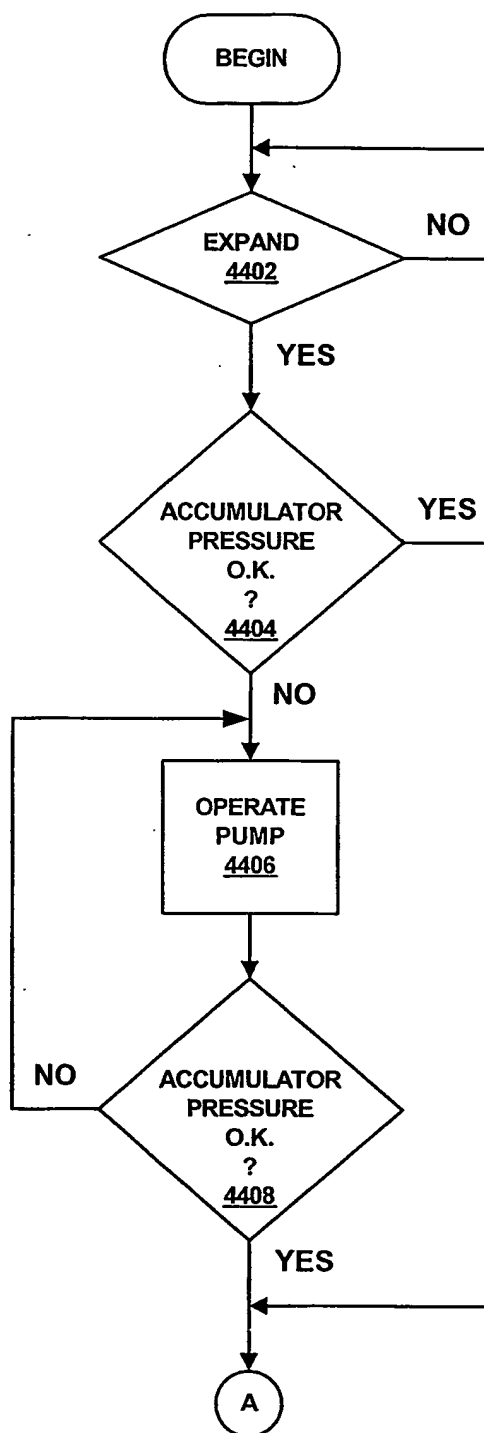 BEGIN
EXPAND
4402
NO
YES
ACCUMULATOR
PRESSURE
O.K.
?
4404
YES
NO
OPERATE
PUMP
4406
NO
ACCUMULATOR
PRESSURE
O.K.
?
4408
YES
A